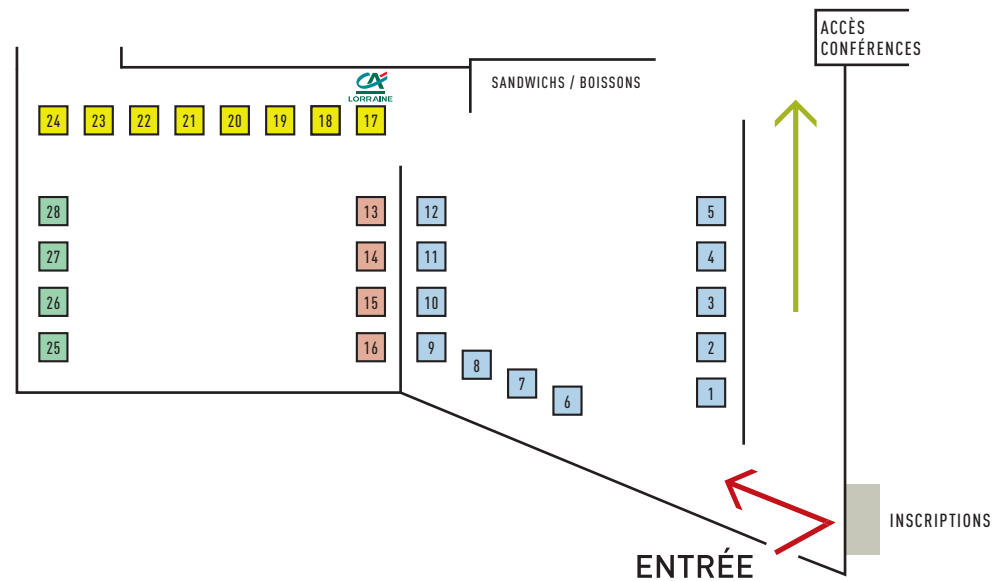 ACCÈS
CONFÉRENCES
SANDWICHS / BOISSONS
CA
LORRAINE
24 23 22 21 20 19 18 17
28 13 12 5
27 14 11 4
26 15 10 3
25 16 9 2
8
7
6 1
INSCRIPTIONS
ENTRÉE